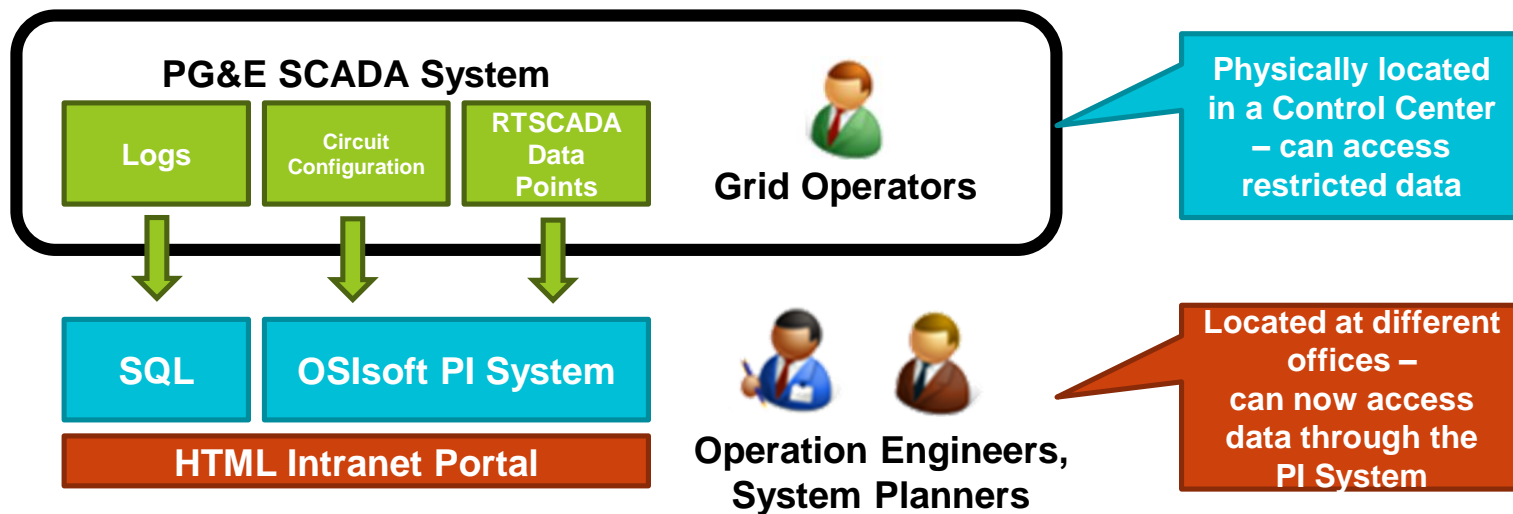 PG&E SCADA System
Logs
Circuit
Configuration
RTSCADA
Data
Points
Grid Operators
Physically located
in a Control Center
– can access
restricted data
SQL
OSIsoft PI System
HTML Intranet Portal
Operation Engineers,
System Planners
Located at different
offices –
can now access
data through the
PI System